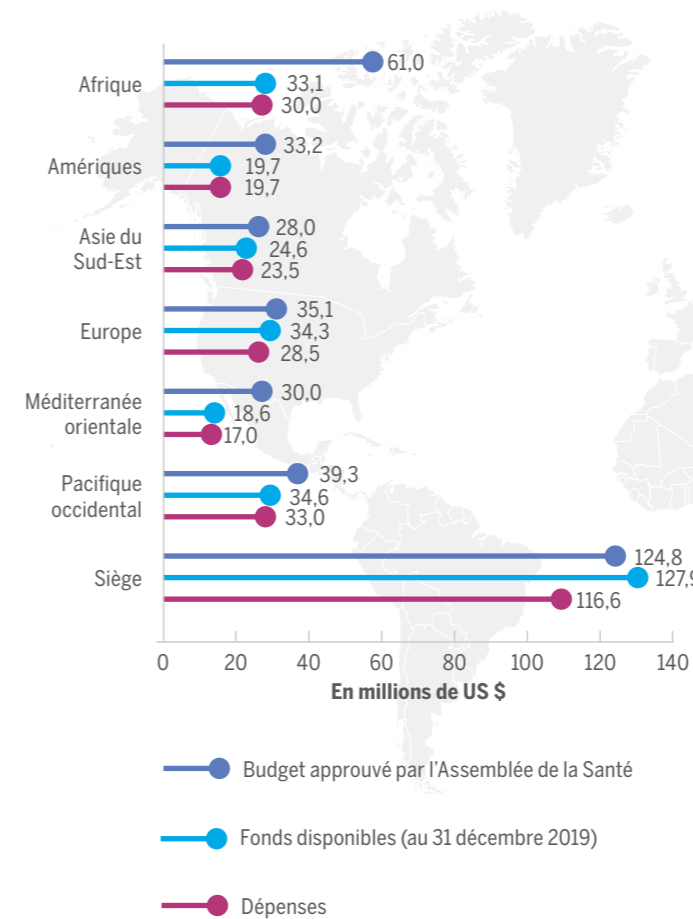 61,0
Afrique
33,1
30,0
33,2
Amériques
19,7
19,7
28,0
Asie du
Sud-Est
24,6
23,5
35,1
Europe
34,3
28,5
30,0
Méditerranée
orientale
18,6
17,0
39,3
Pacifique
occidental
34,6
33,0
124,8
Siège
127,9
116,6
0 20 40 60 80 100 120 140
En millions de US $
Budget approuvé par l'Assemblée de la Santé
Fonds disponibles (au 31 décembre 2019)
Dépenses